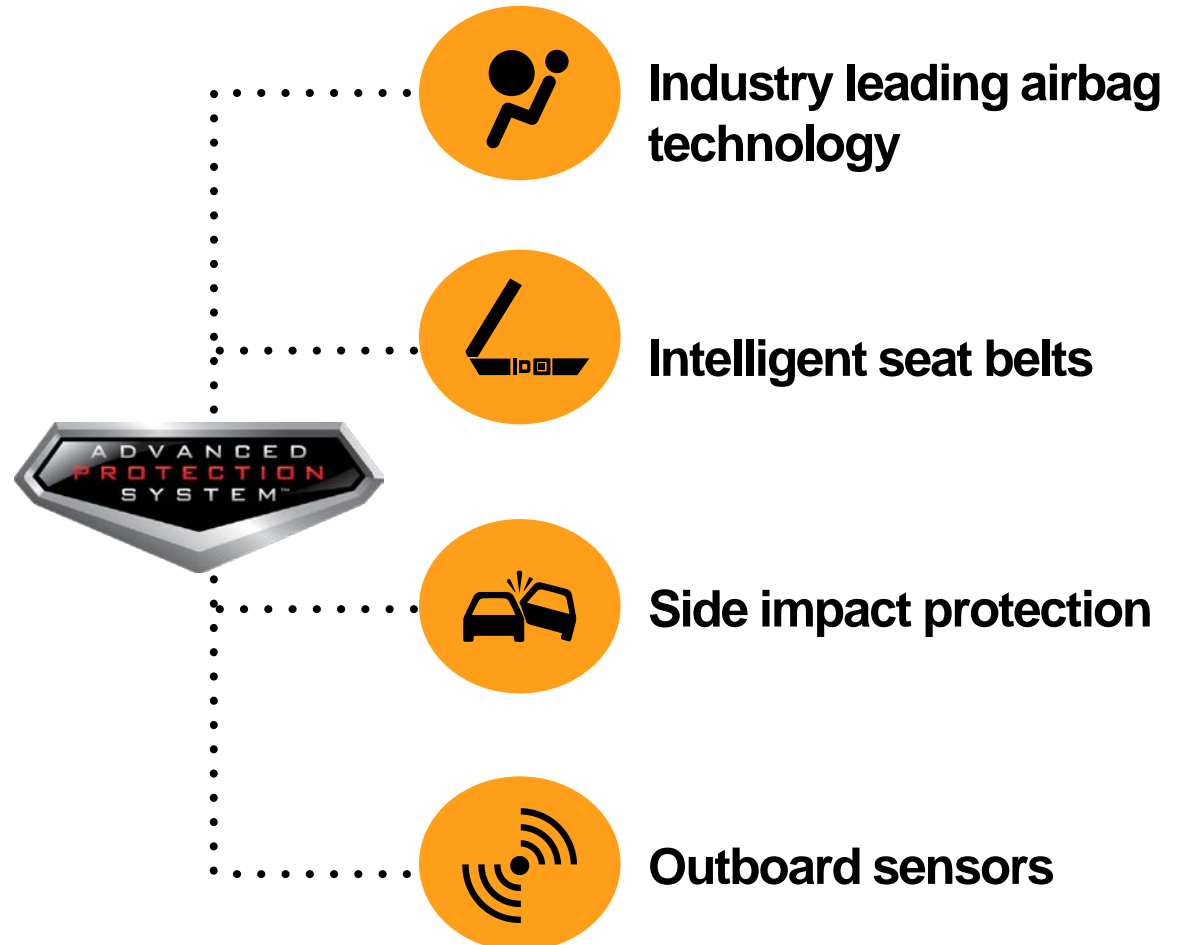 Industry leading airbag
technology
Intelligent seat belts
ADVANCED
PROTECTION
SYSTEM™
Side impact protection
Outboard sensors